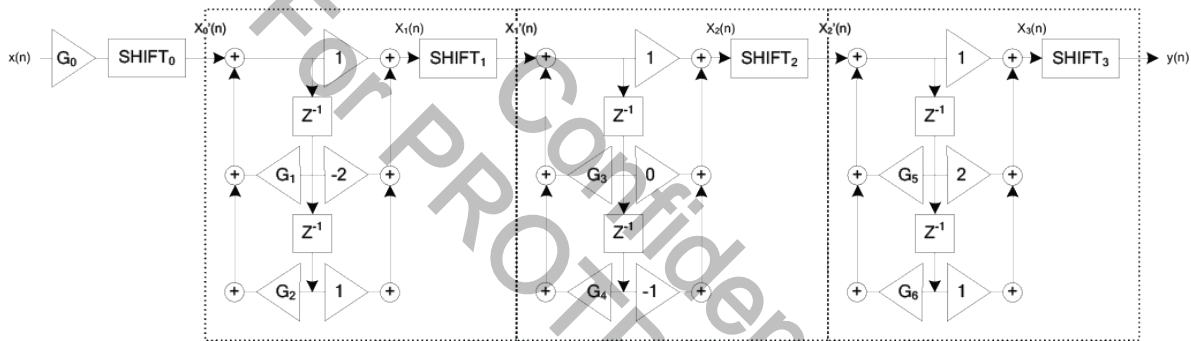 X₀'(n) X₁(n) X₁'(n) X₂(n) X₂'(n) X₃(n)
x(n) G₀ SHIFT₀ + 1 + SHIFT₁ + 1 + SHIFT₂ + 1 + SHIFT₃ y(n)
Z⁻¹ Z⁻¹ Z⁻¹
+ G₁ -2 + + G₃ 0 + + G₅ 2 +
Z⁻¹ Z⁻¹ Z⁻¹
+ G₂ 1 + + G₄ -1 + + G₆ 1 +
Confiden
For PROT